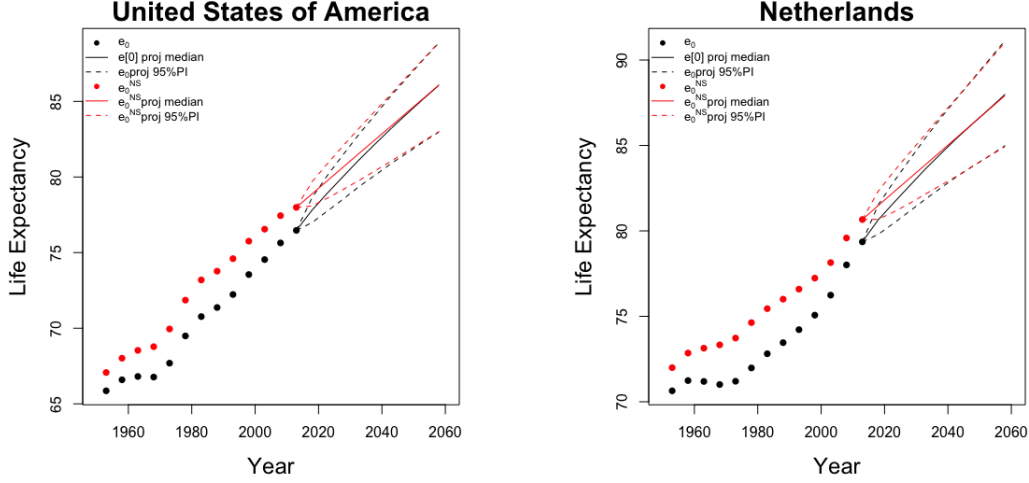 United States of America
e0
e[0] proj median
e0proj 95%PI
e0NS
e0NSproj median
e0NSproj 95%PI
85
80
75
70
65
Life Expectancy
1960 1980 2000 2020 2040 2060
Year
Netherlands
e0
e[0] proj median
e0proj 95%PI
e0NS
e0NSproj median
e0NSproj 95%PI
90
85
80
75
70
Life Expectancy
1960 1980 2000 2020 2040 2060
Year